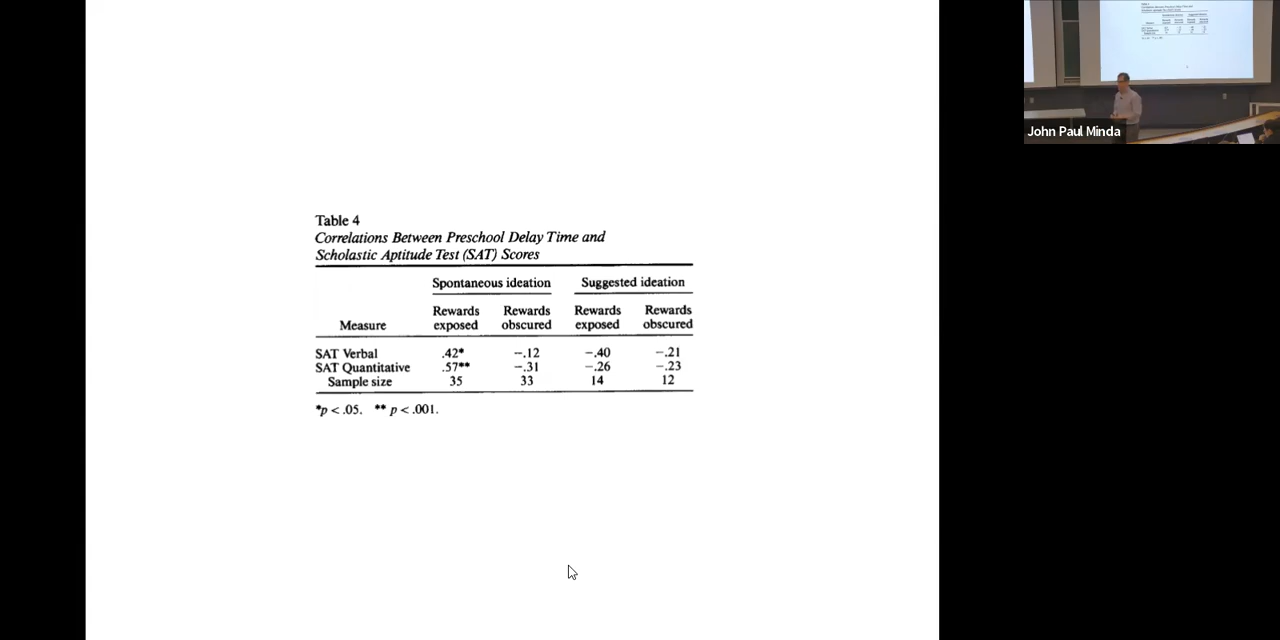 Table 4
Correlations Between Preschool Delay Time and
Scholastic Aptitude Test (SAT) Scores
Spontaneous ideation Suggested ideation
Measure Rewards exposed Rewards obscured Rewards exposed Rewards obscured
SAT Verbal .42* −.12 −.40 −.21
SAT Quantitative .57** −.31 −.26 −.23
Sample size 35 33 14 12
*p < .05. ** p < .001.
John Paul Minda